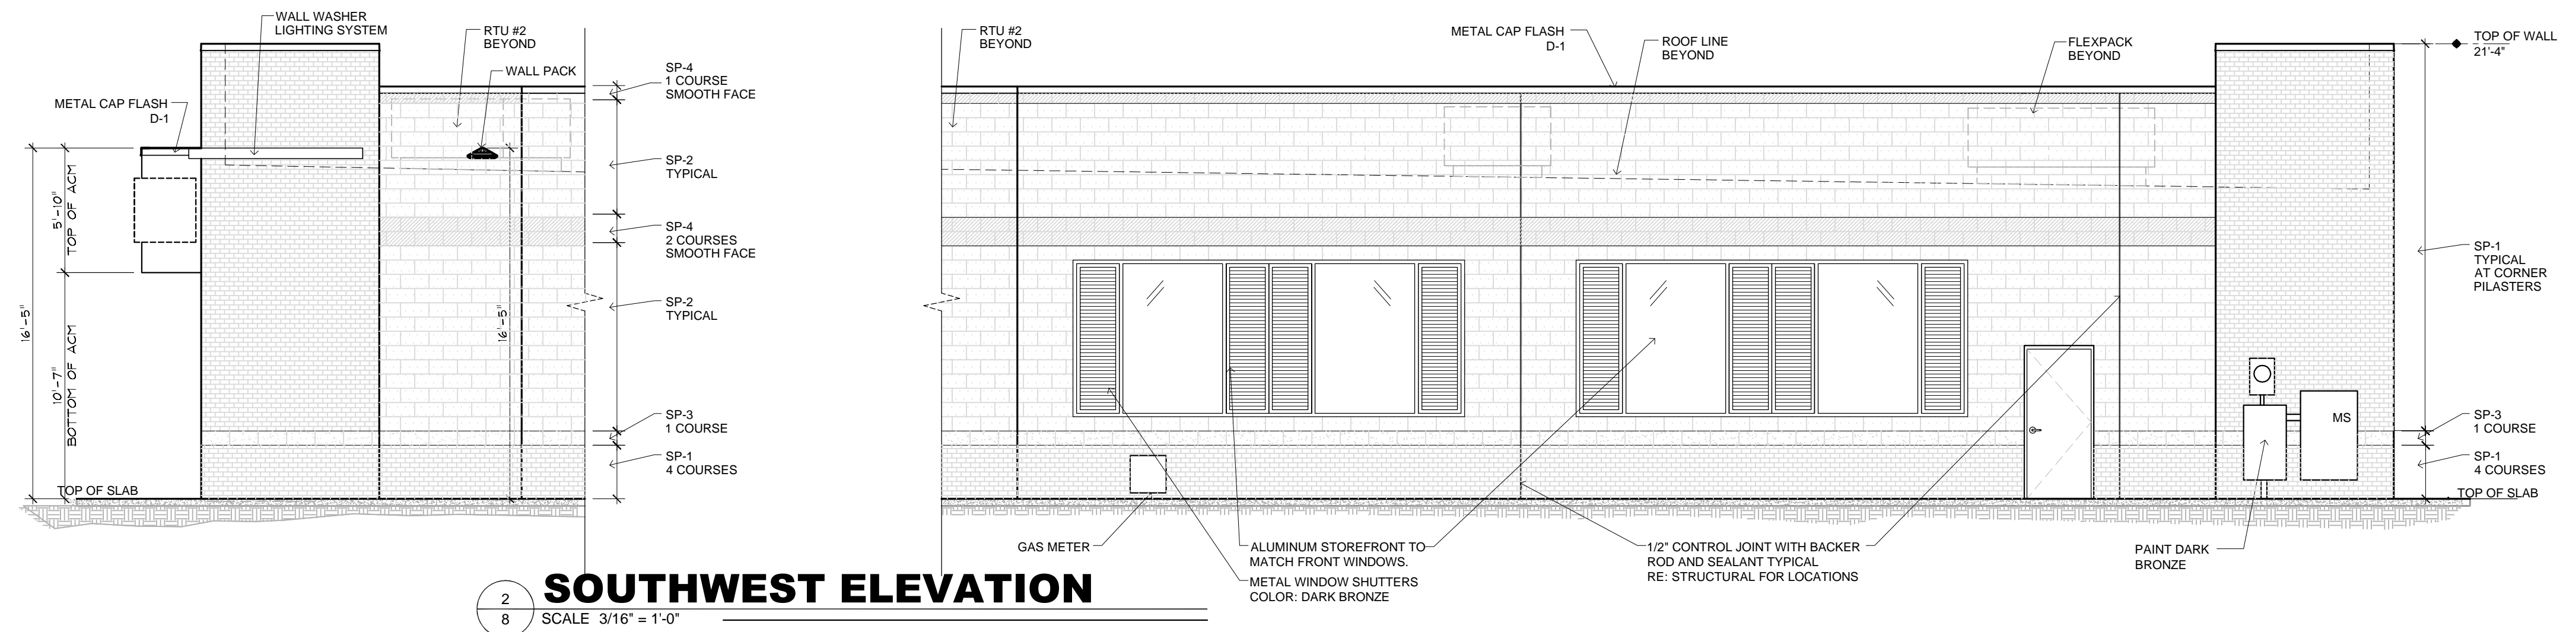 WALL WASHER
LIGHTING SYSTEM
RTU #2
BEYOND
WALL PACK
METAL CAP FLASH
D-1
SP-4
1 COURSE
SMOOTH FACE
SP-2
TYPICAL
SP-4
2 COURSES
SMOOTH FACE
SP-2
TYPICAL
SP-3
1 COURSE
SP-1
4 COURSES
16'-5"
5'-10"
TOP OF ACM
10'-7"
BOTTOM OF ACM
16'-5"
TOP OF SLAB
RTU #2
BEYOND
METAL CAP FLASH
D-1
ROOF LINE
BEYOND
FLEXPACK
BEYOND
TOP OF WALL
21'-4"
SP-1
TYPICAL
AT CORNER
PILASTERS
MS
SP-3
1 COURSE
SP-1
4 COURSES
TOP OF SLAB
GAS METER
ALUMINUM STOREFRONT TO
MATCH FRONT WINDOWS.
METAL WINDOW SHUTTERS
COLOR: DARK BRONZE
1/2" CONTROL JOINT WITH BACKER
ROD AND SEALANT TYPICAL
RE: STRUCTURAL FOR LOCATIONS
PAINT DARK
BRONZE
2
8
SOUTHWEST ELEVATION
SCALE 3/16" = 1'-0"